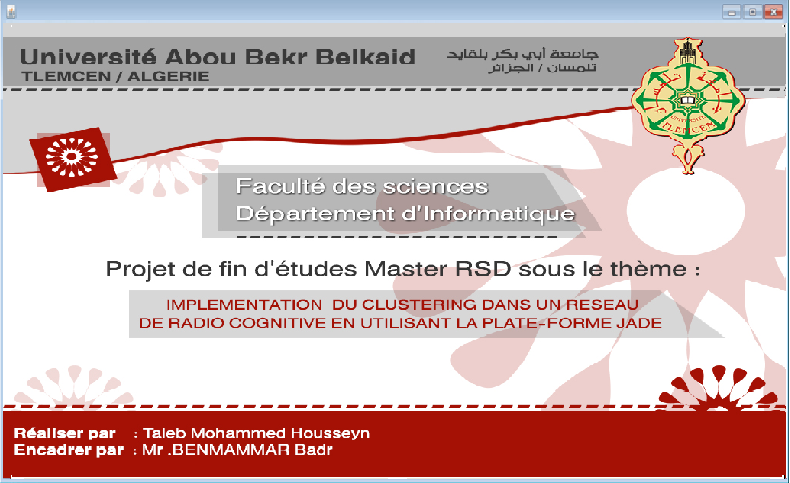 Université Abou Bekr Belkaid
TLEMCEN / ALGERIE
جامعة أبي بكر بلقايد
تلمسان / الجزائر
TLEMCEN
Faculté des sciences
Département d'Informatique
Projet de fin d'études Master RSD sous le thème :
IMPLEMENTATION DU CLUSTERING DANS UN RESEAU
DE RADIO COGNITIVE EN UTILISANT LA PLATE-FORME JADE
Réaliser par : Taleb Mohammed Housseyn
Encadrer par : Mr .BENMAMMAR Badr